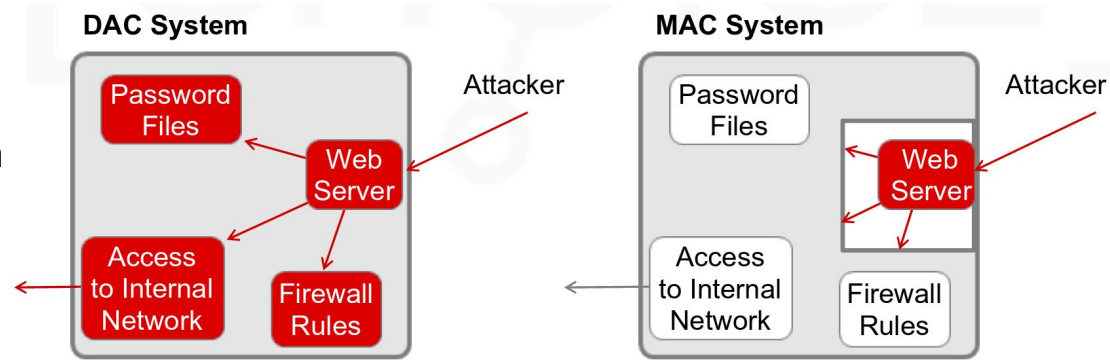 DAC System
Attacker
Password
Files
Web
Server
Access
to Internal
Network
Firewall
Rules
MAC System
Attacker
Password
Files
Web
Server
Access
to Internal
Network
Firewall
Rules